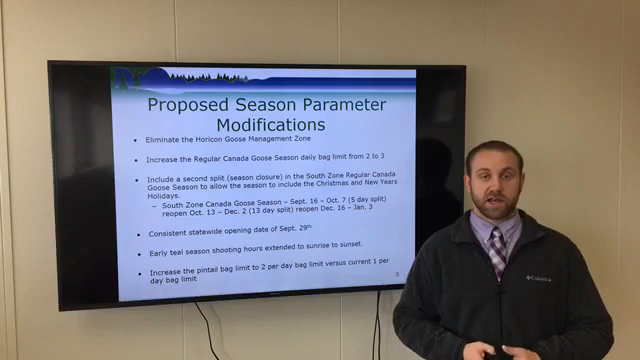 Proposed Season Parameter
Modifications
• Eliminate the Horicon Goose Management Zone
• Increase the Regular Canada Goose Season daily bag limit from 2 to 3
• Include a second split (season closure) in the South Zone Regular Canada
Goose Season to allow the season to include the Christmas and New Years
Holidays.
– South Zone Canada Goose Season – Sept. 16 – Oct. 7 (5 day split)
reopen Oct. 13 – Dec. 2 (13 day split) reopen Dec. 16 – Jan. 3
• Consistent statewide opening date of Sept. 29th
• Early teal season shooting hours extended to sunrise to sunset.
• Increase the pintail bag limit to 2 per day bag limit versus current 1 per
day bag limit
3
Columbia